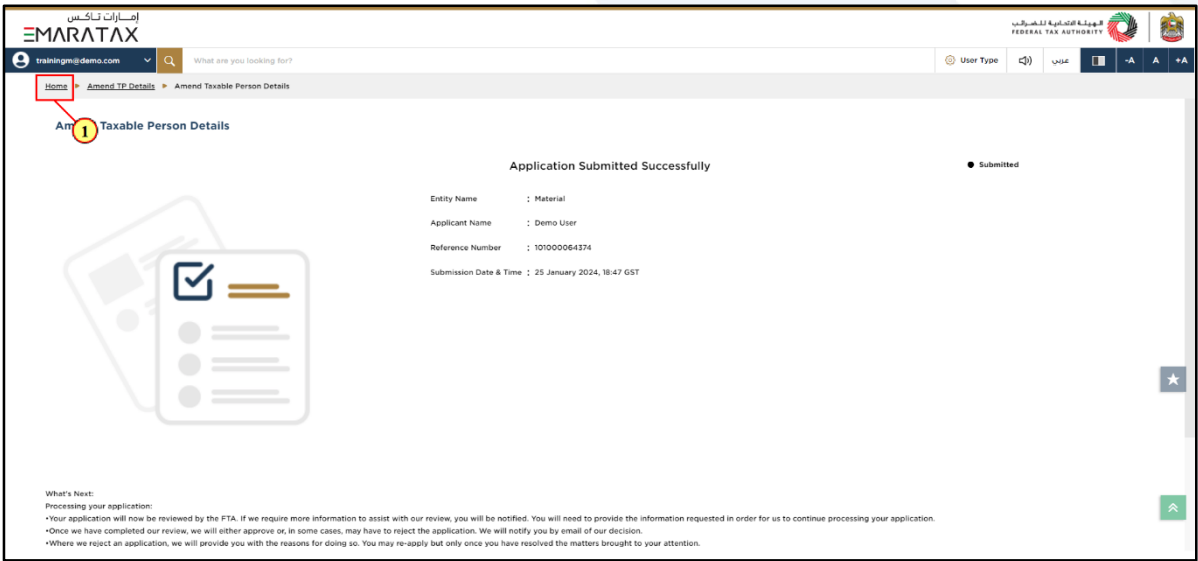 إمـــارات تـاكـس
EMARATAX
الهيئة الاتحادية للضرائب
FEDERAL TAX AUTHORITY
trainingm@demo.com
What are you looking for?
User Type
عربي
-A
A
+A
Home
Amend TP Details
Amend Taxable Person Details
1
Am Taxable Person Details
Application Submitted Successfully
Submitted
Entity Name : Material
Applicant Name : Demo User
Reference Number : 101000064374
Submission Date & Time : 25 January 2024, 18:47 GST
What's Next:
Processing your application:
•Your application will now be reviewed by the FTA. If we require more information to assist with our review, you will be notified. You will need to provide the information requested in order for us to continue processing your application.
•Once we have completed our review, we will either approve or, in some cases, may have to reject the application. We will notify you by email of our decision.
•Where we reject an application, we will provide you with the reasons for doing so. You may re-apply but only once you have resolved the matters brought to your attention.